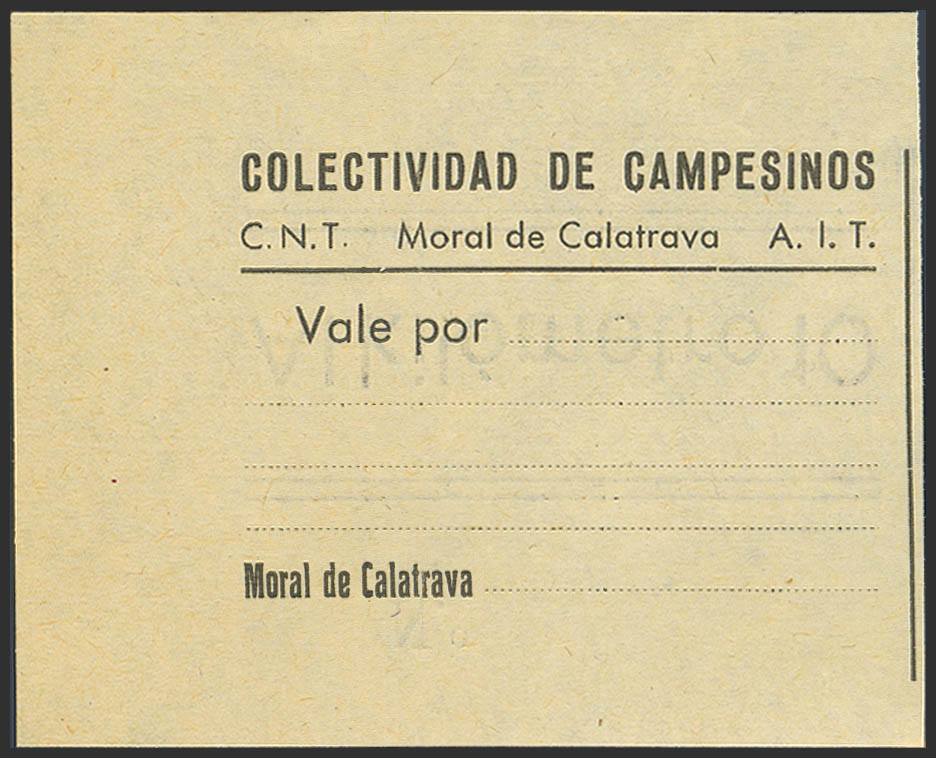 COLECTIVIDAD DE CAMPESINOS
C.N.T. Moral de Calatrava A. I. T.
Vale por
Moral de Calatrava